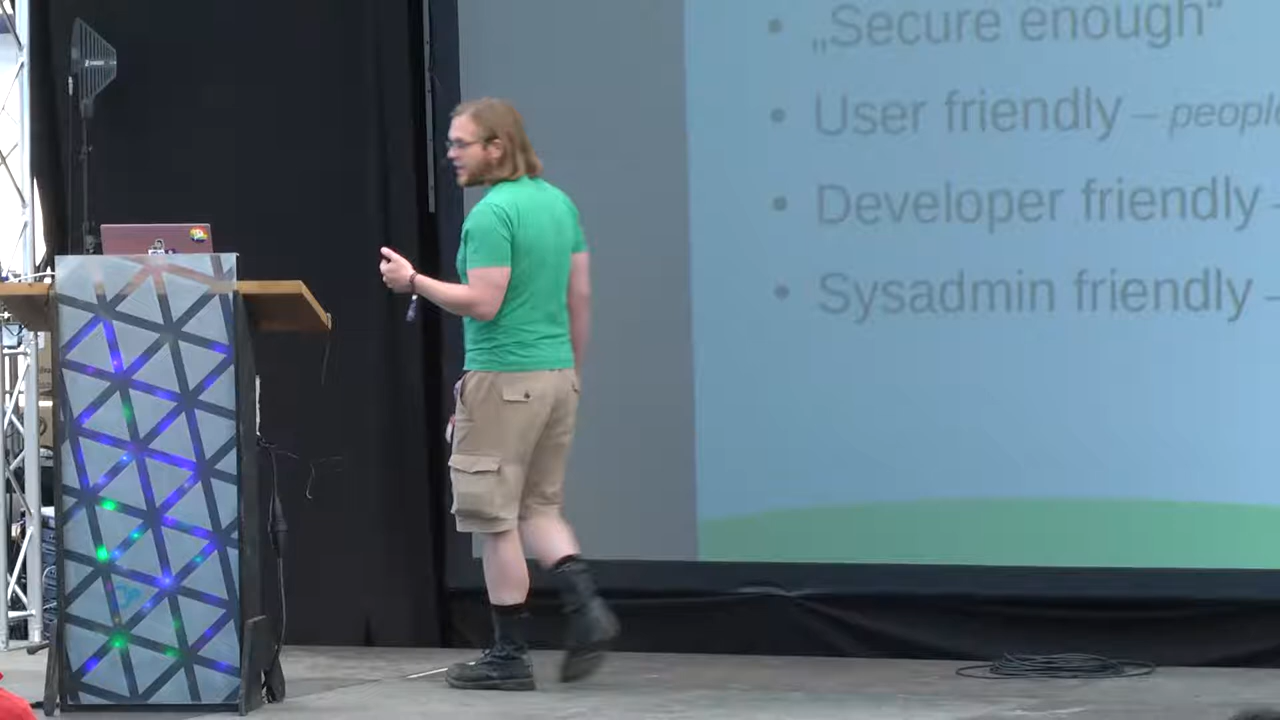 • „Secure enough“
• User friendly – people
• Developer friendly -
• Sysadmin friendly -